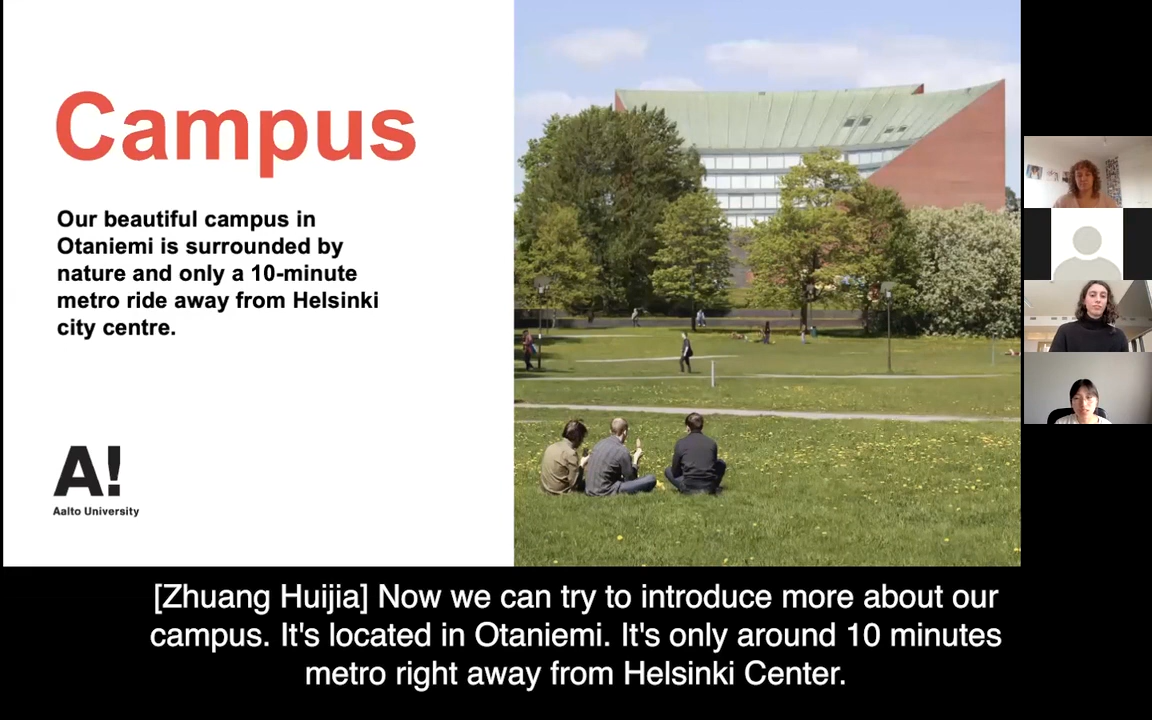 Campus
Our beautiful campus in
Otaniemi is surrounded by
nature and only a 10-minute
metro ride away from Helsinki
city centre.
A!
Aalto University
[Zhuang Huijia] Now we can try to introduce more about our
campus. It's located in Otaniemi. It's only around 10 minutes
metro right away from Helsinki Center.